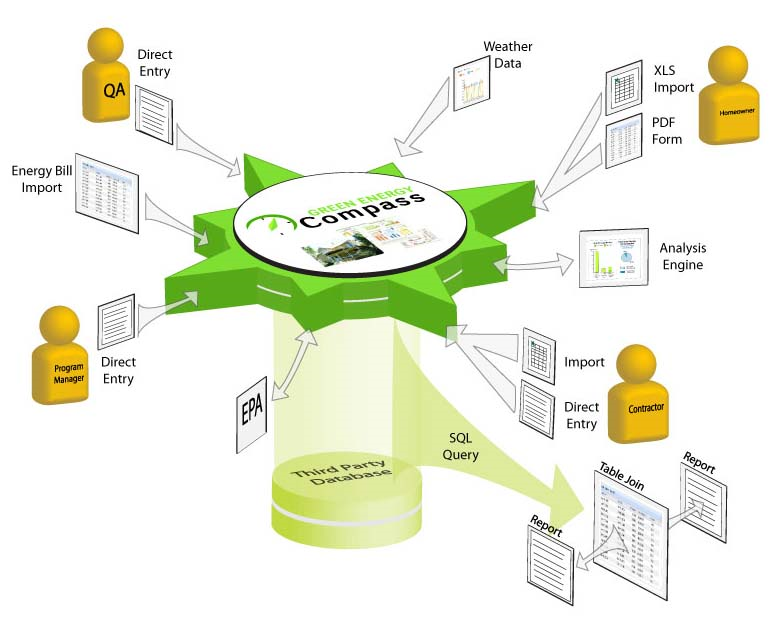 Direct
Entry
QA
Weather
Data
XLS
Import
PDF
Form
Homeowner
Energy Bill
Import
GREEN ENERGY
Compass
Analysis
Engine
Program
Manager
Direct
Entry
EPA
Import
Direct
Entry
Contractor
SQL
Query
Third Party
Database
Table Join
Report
Report